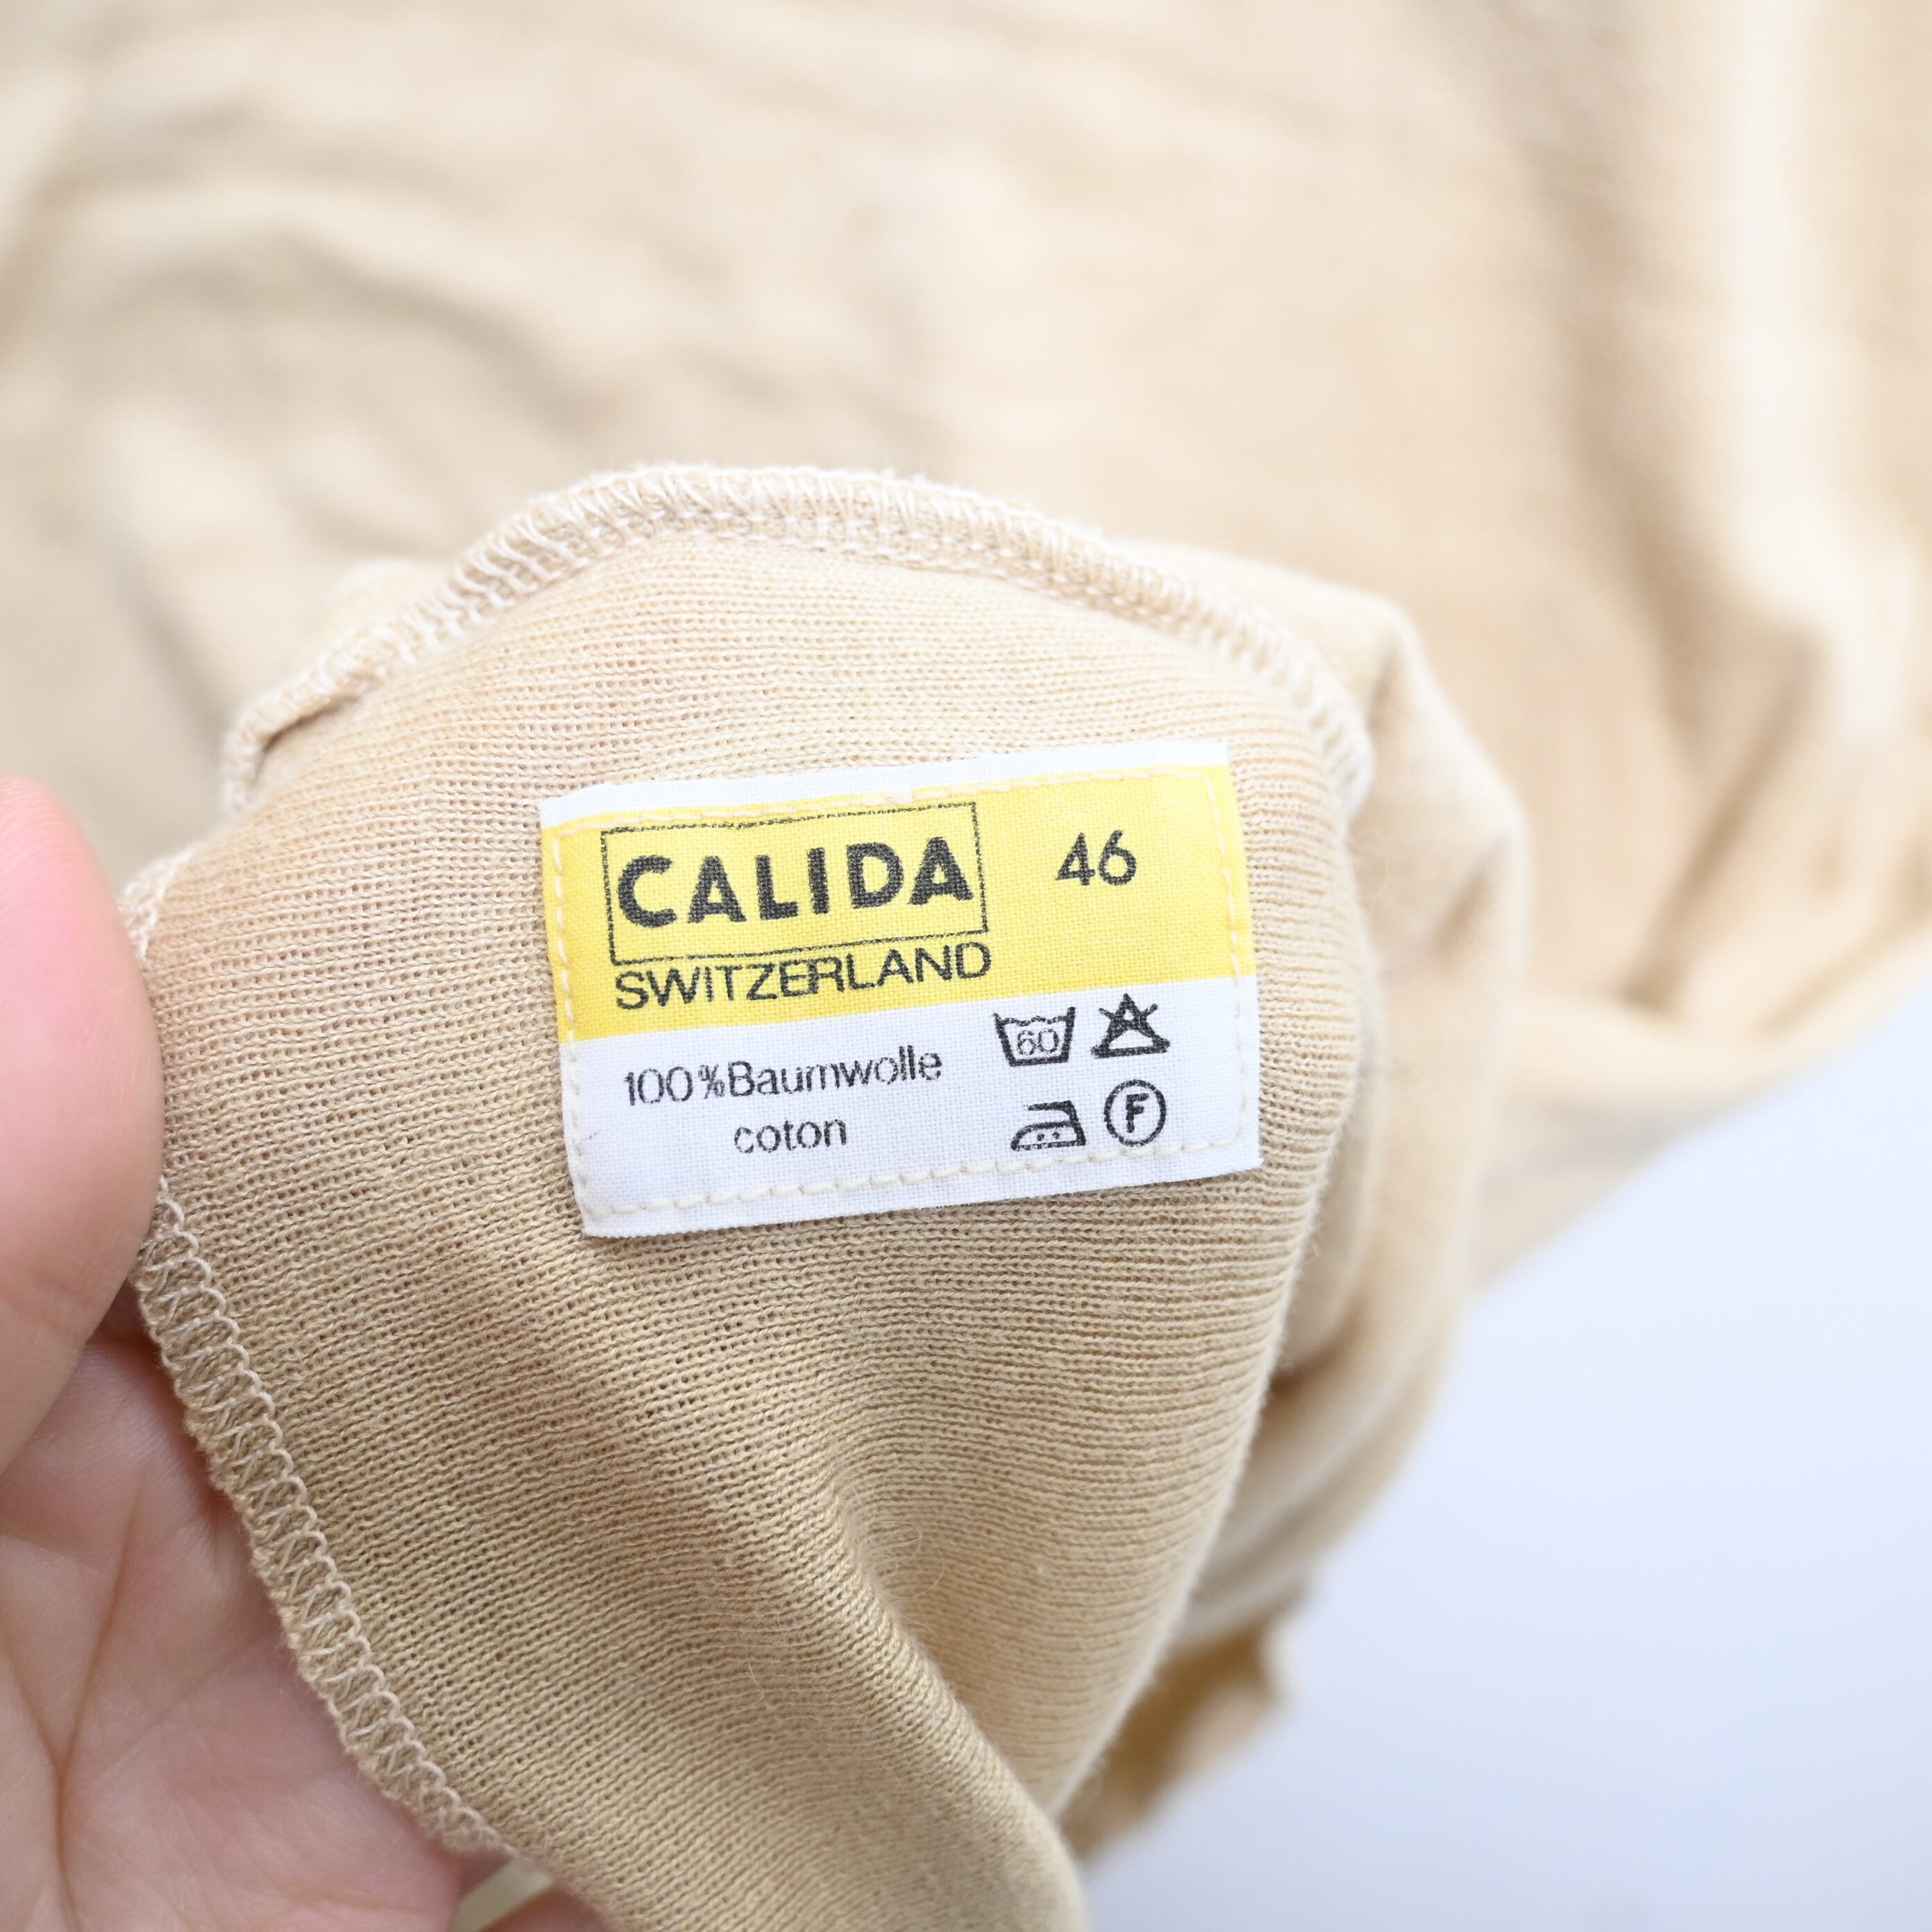 CALIDA 46
SWITZERLAND
100%Baumwolle
coton
60
F